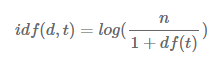 idf(d, t) = log( n / (1 + df(t)) )